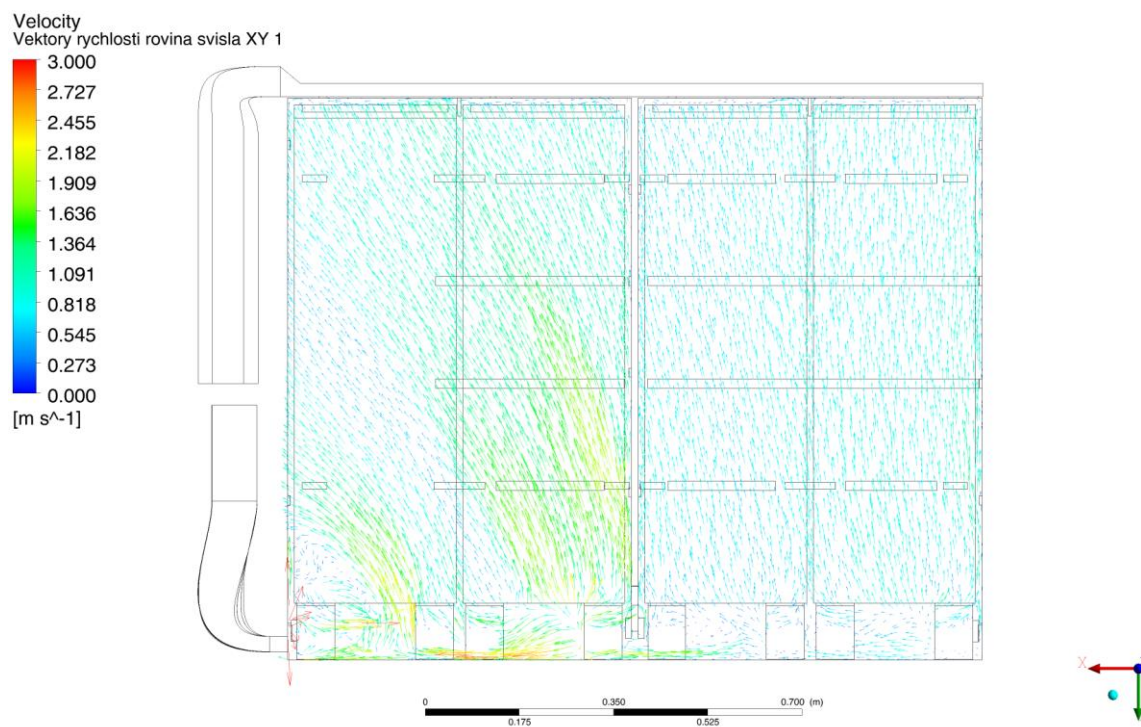 Velocity
Vektory rychlosti rovina svisla XY 1
3.000
2.727
2.455
2.182
1.909
1.636
1.364
1.091
0.818
0.545
0.273
0.000
[m s^-1]
X
0 0.350 0.700 (m)
0.175 0.525